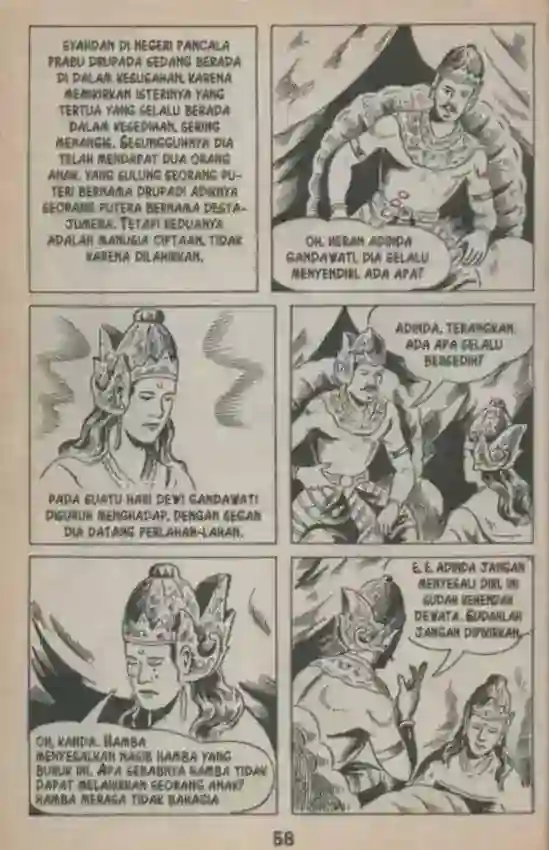 SYAHDAN DI NEGERI PANCALA
PRABU DRUPADA SEDANG BERADA
DI DALAM KESUSAHAN, KARENA
MEMIKIRKAN ISTERINYA YANG
TERTUA YANG SELALU BERADA
DALAM KESEDIHAN, SERING
MENANGIS. SESUNGGUHNYA DIA
TELAH MENDAPAT DUA ORANG
ANAK, YANG SULUNG SEORANG PU-
TERI BERNAMA DRUPADI ADIKNYA
SEORANG PUTERA BERNAMA DESTA-
JUMENA. TETAPI KEDUANYA
ADALAH MANUSIA CIPTAAN, TIDAK
KARENA DILAHIRKAN.
OH, HERAN ADINDA
GANDAWATI, DIA SELALU
MENYENDIRI, ADA APA?
PADA SUATU HARI DEWI GANDAWATI
DISURUH MENGHADAP, DENGAN SEGAN
DIA DATANG PERLAHAN-LAHAN.
ADINDA, TERANGKAN,
ADA APA SELALU
BERSEDIH?
OH, KANDA. HAMBA
MENYESALKAN NASIB HAMBA YANG
BURUK INI. APA SEBABNYA HAMBA TIDAK
DAPAT MELAHIRKAN SEORANG ANAK?
HAMBA MERASA TIDAK BAHAGIA
E, E, ADINDA JANGAN
MENYESALI DIRI, INI
SUDAH KEHENDAK
DEWATA. SUDAHLAH
JANGAN DIPIKIRKAN.
58